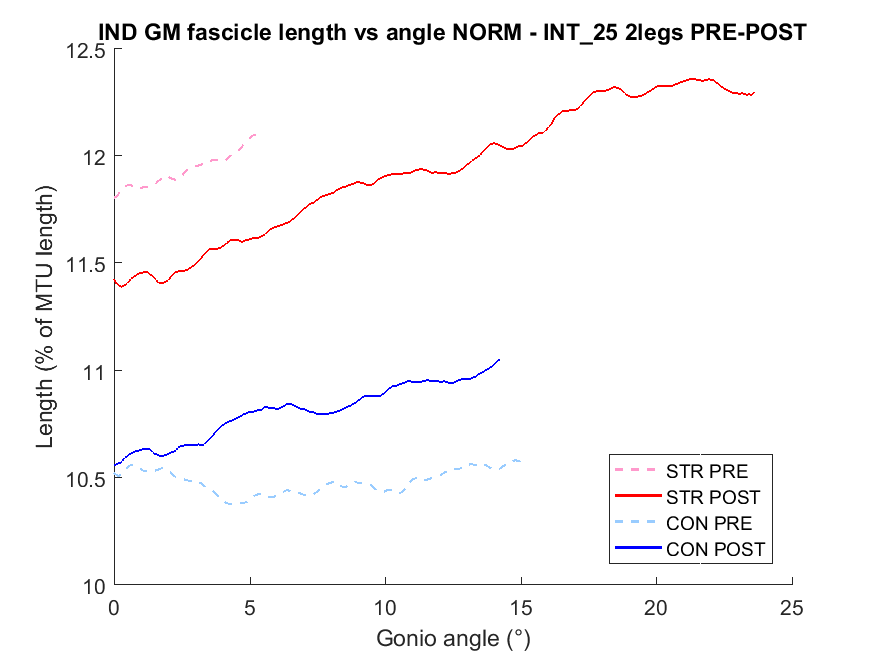 IND GM fascicle length vs angle NORM - INT_25 2legs PRE-POST
Length (% of MTU length)
12.5
12
11.5
11
10.5
10
0 5 10 15 20 25
Gonio angle (°)
STR PRE
STR POST
CON PRE
CON POST